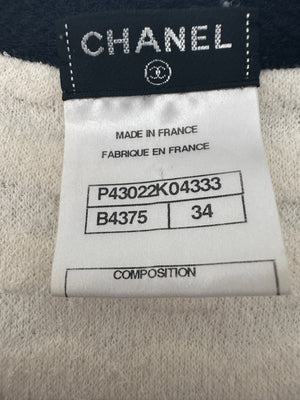 CHANEL
MADE IN FRANCE
FABRIQUE EN FRANCE
P43022K04333
B4375 34
COMPOSITION